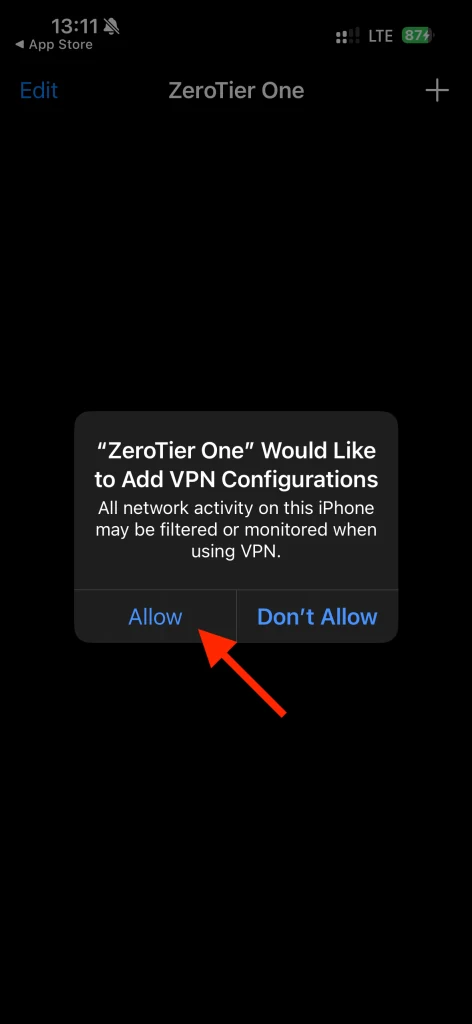 13:11
◀ App Store
LTE
87
Edit
ZeroTier One
“ZeroTier One” Would Like
to Add VPN Configurations
All network activity on this iPhone
may be filtered or monitored when
using VPN.
Allow
Don’t Allow